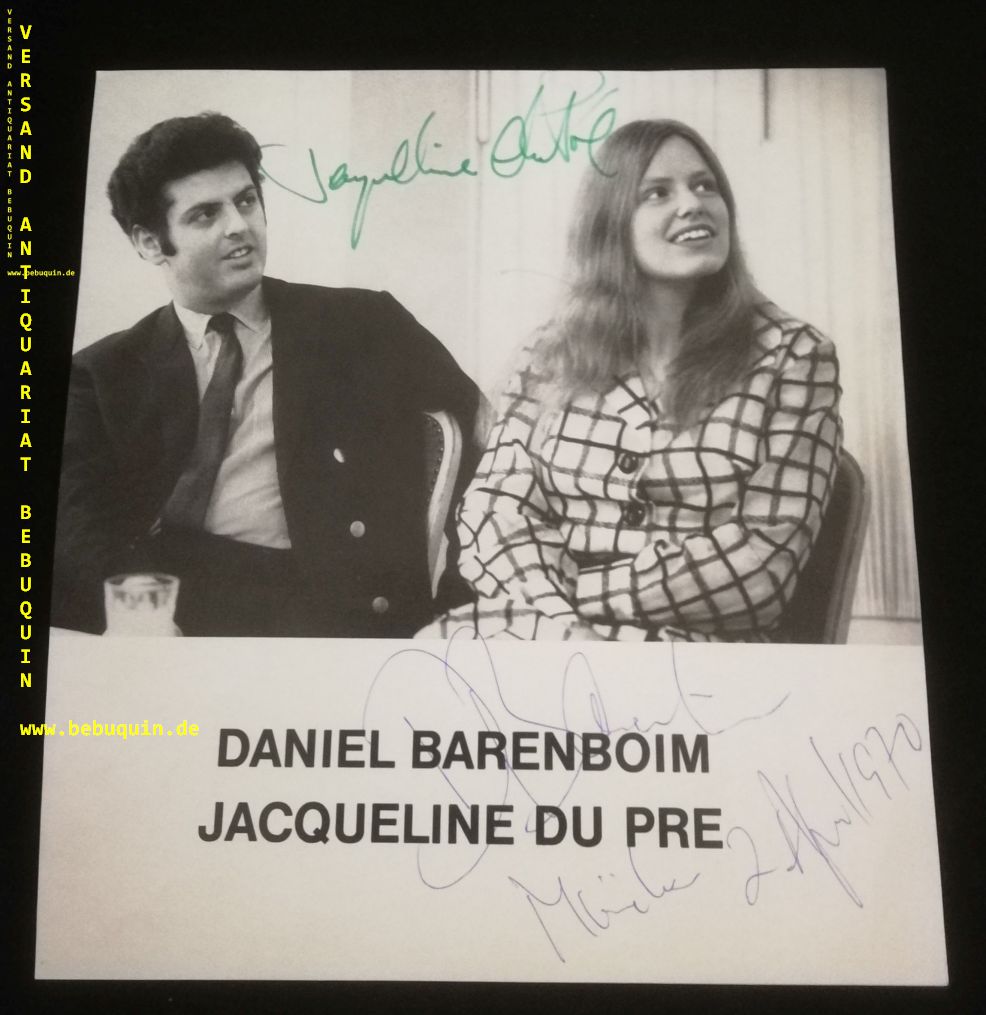 VERSAND ANTIQUARIAT BEBUQUIN
www.bebuquin.de
VERSAND ANTIQUARIAT BEBUQUIN
www.bebuquin.de
Jacqueline du Pré
DANIEL BARENBOIM
JACQUELINE DU PRE
D Barenboim
München 2 April 1970